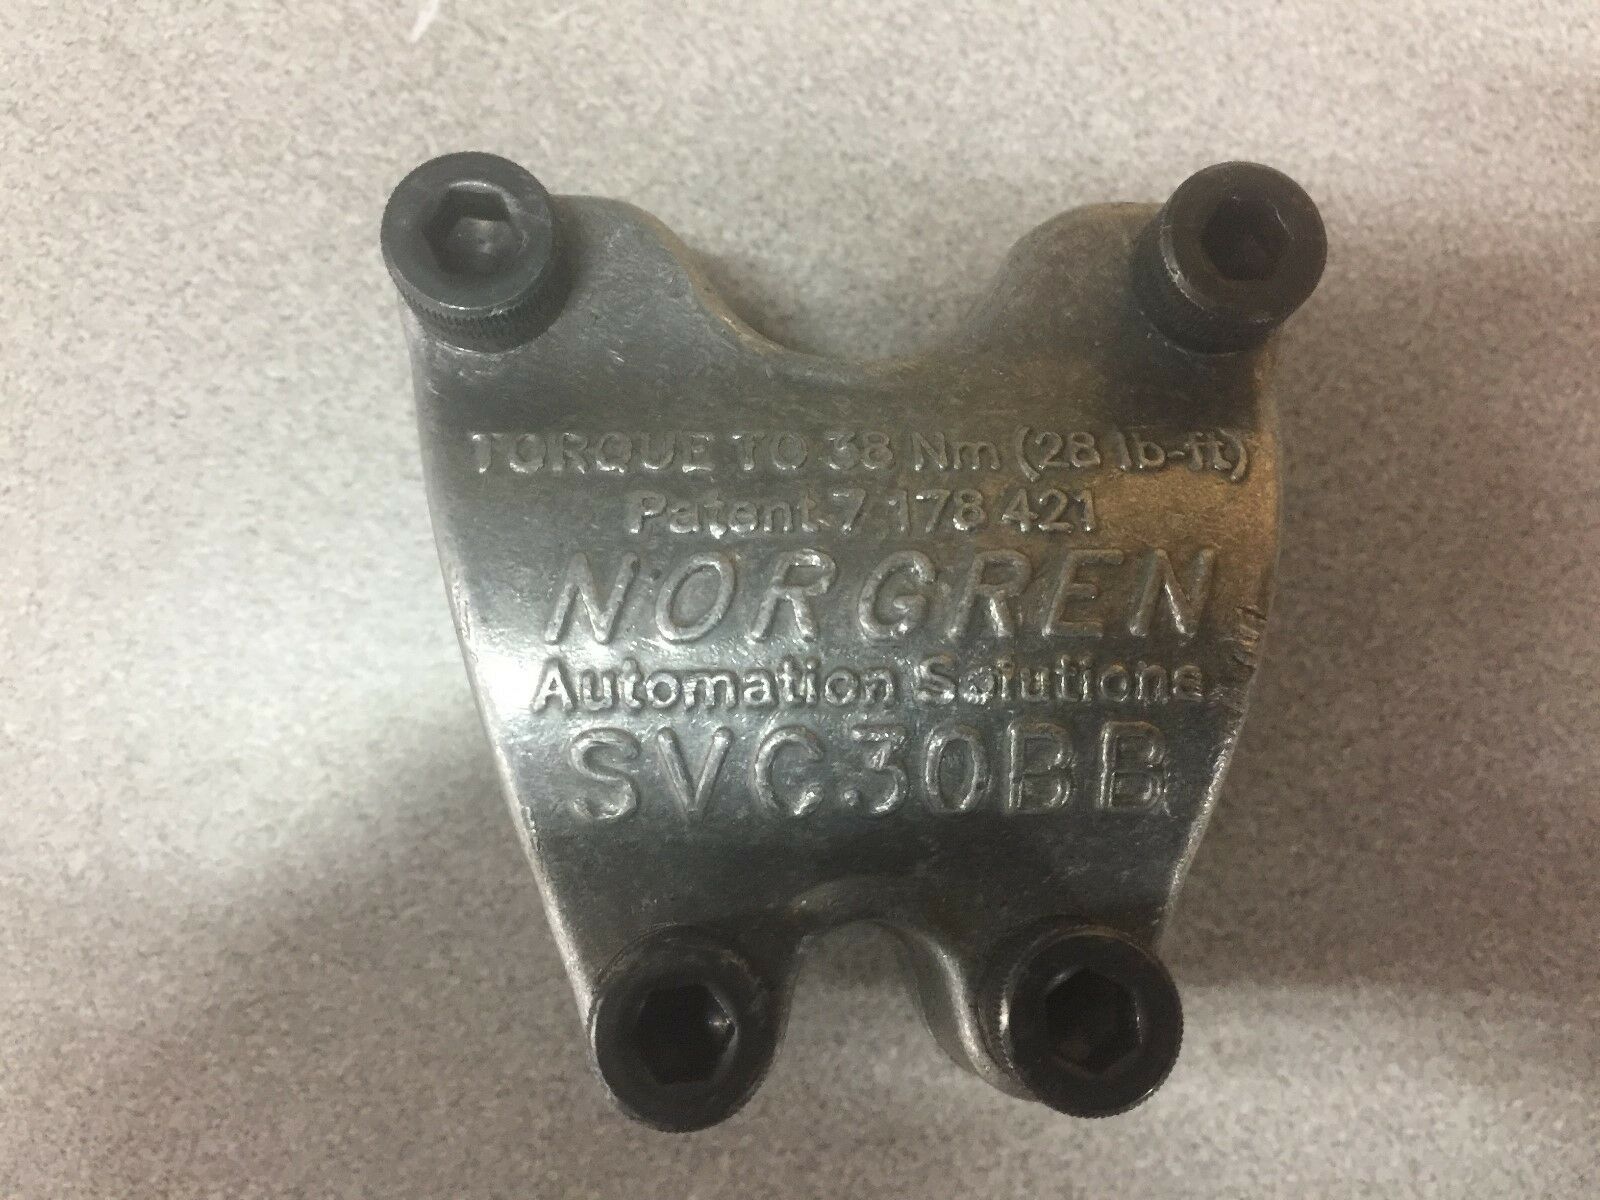 TORQUE TO 38 Nm (28 lb-ft)
Patent 7 178 421
NORGREN
Automation Solutions
SVC30BB